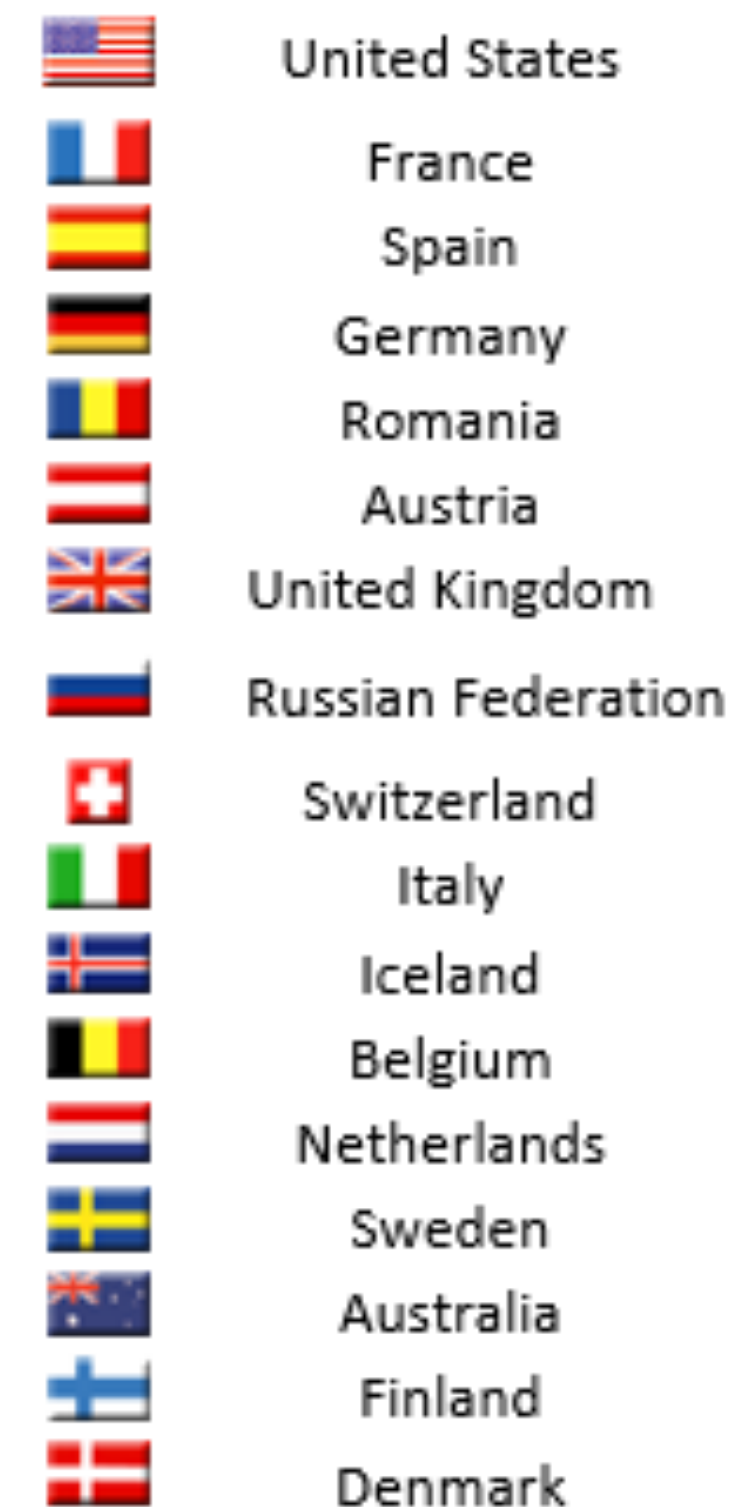 United States
France
Spain
Germany
Romania
Austria
United Kingdom
Russian Federation
Switzerland
Italy
Iceland
Belgium
Netherlands
Sweden
Australia
Finland
Denmark